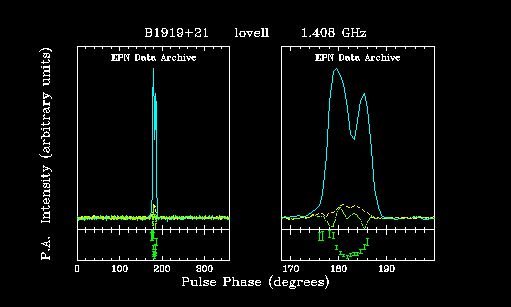 B1919+21 lovell 1.408 GHz
EPN Data Archive EPN Data Archive
P.A. Intensity (arbitrary units)
0 100 200 300 170 180 190
Pulse Phase (degrees)